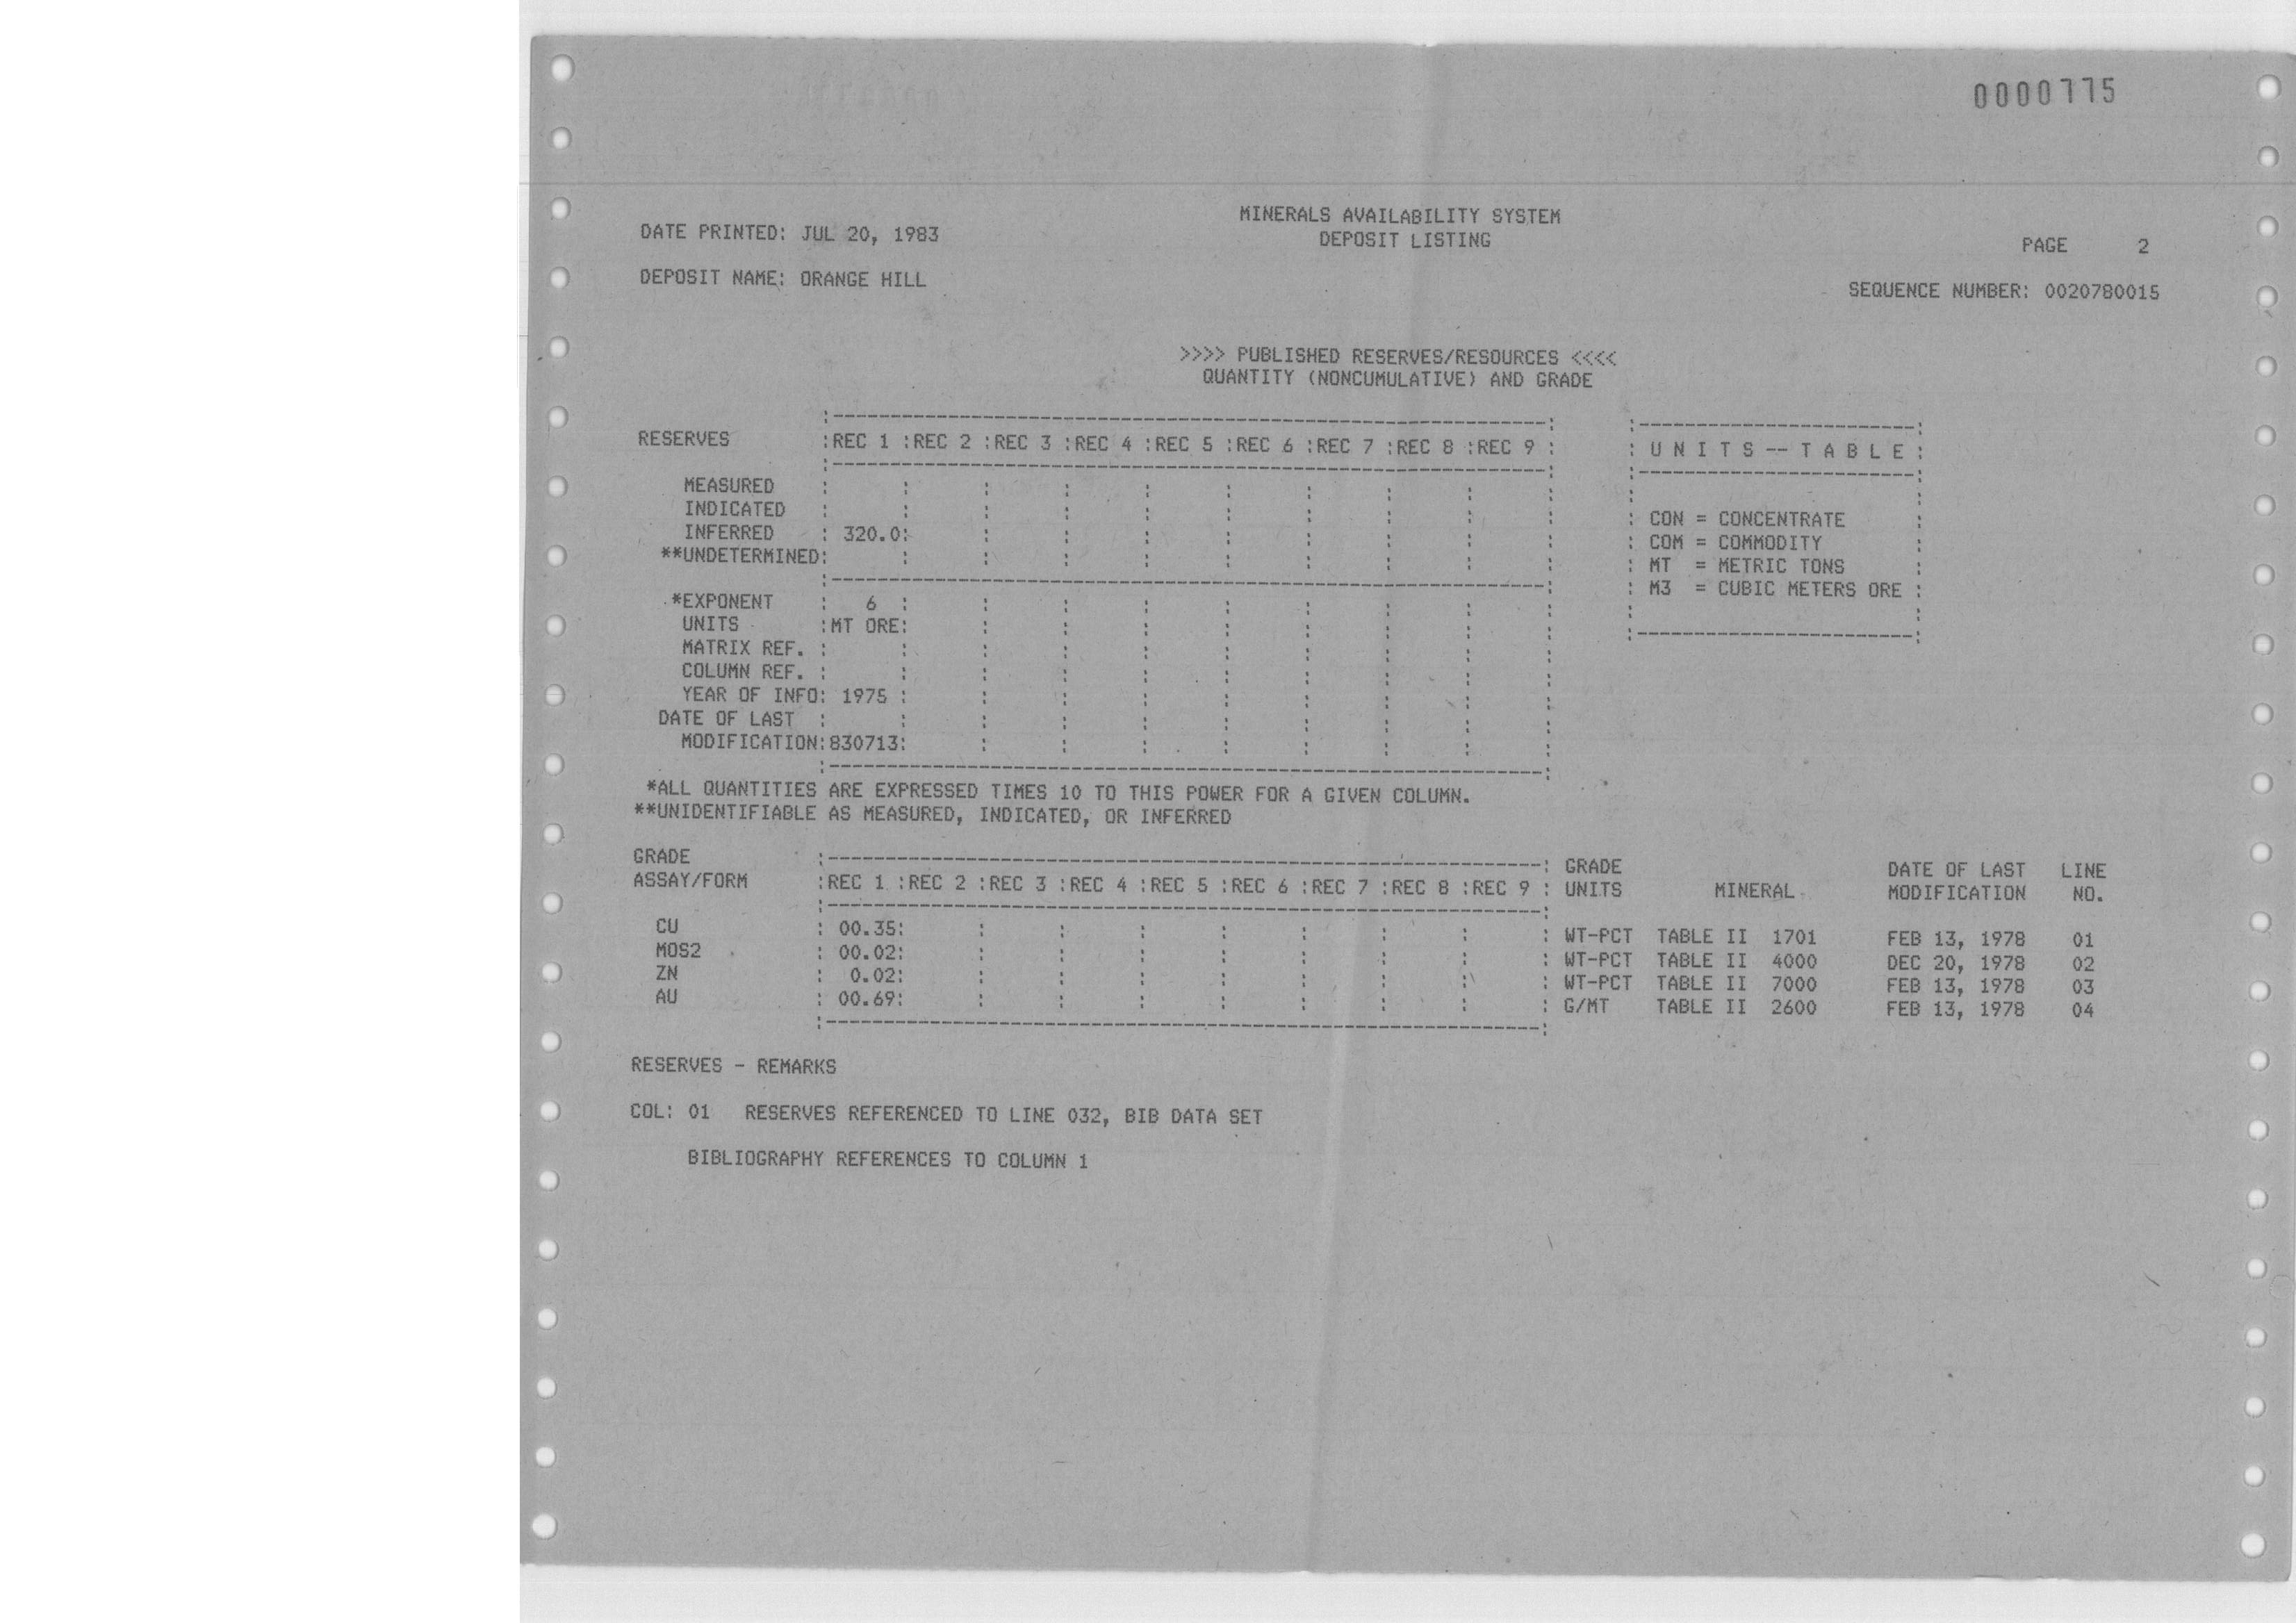 0000775
MINERALS AVAILABILITY SYSTEM
DATE PRINTED: JUL 20, 1983 DEPOSIT LISTING PAGE 2
DEPOSIT NAME: ORANGE HILL SEQUENCE NUMBER: 0020780015
>>>> PUBLISHED RESERVES/RESOURCES <<<<
QUANTITY (NONCUMULATIVE) AND GRADE
RESERVES :REC 1 :REC 2 :REC 3 :REC 4 :REC 5 :REC 6 :REC 7 :REC 8 :REC 9 : : U N I T S -- T A B L E :
MEASURED
INDICATED
INFERRED : 320.0: : CON = CONCENTRATE :
**UNDETERMINED: : COM = COMMODITY :
: MT = METRIC TONS :
*EXPONENT : 6 : : M3 = CUBIC METERS ORE :
UNITS :MT ORE:
MATRIX REF. :
COLUMN REF. :
YEAR OF INFO: 1975 :
DATE OF LAST :
MODIFICATION:830713:
*ALL QUANTITIES ARE EXPRESSED TIMES 10 TO THIS POWER FOR A GIVEN COLUMN.
**UNIDENTIFIABLE AS MEASURED, INDICATED, OR INFERRED
GRADE GRADE DATE OF LAST LINE
ASSAY/FORM :REC 1 :REC 2 :REC 3 :REC 4 :REC 5 :REC 6 :REC 7 :REC 8 :REC 9 : UNITS MINERAL MODIFICATION NO.
CU : 00.35: : WT-PCT TABLE II 1701 FEB 13, 1978 01
MOS2 : 00.02: : WT-PCT TABLE II 4000 DEC 20, 1978 02
ZN : 0.02: : WT-PCT TABLE II 7000 FEB 13, 1978 03
AU : 00.69: : G/MT TABLE II 2600 FEB 13, 1978 04
RESERVES - REMARKS
COL: 01 RESERVES REFERENCED TO LINE 032, BIB DATA SET
BIBLIOGRAPHY REFERENCES TO COLUMN 1